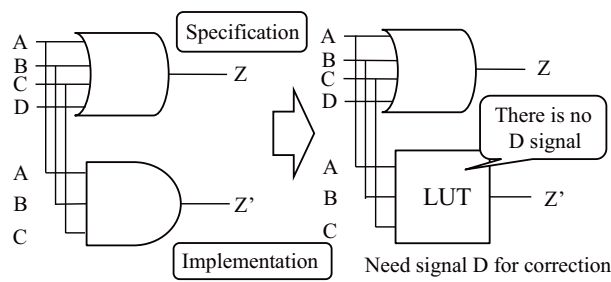 A
B
C
D
Specification
Z
A
B
C
Z'
Implementation
A
B
C
D
Z
There is no
D signal
A
B
C
LUT
Z'
Need signal D for correction